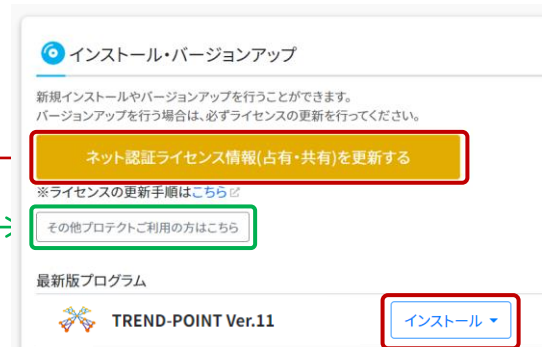 インストール・バージョンアップ
新規インストールやバージョンアップを行うことができます。
バージョンアップを行う場合は、必ずライセンスの更新を行ってください。
ネット認証ライセンス情報(占有・共有)を更新する
※ライセンスの更新手順はこちら
その他プロテクトご利用の方はこちら
最新版プログラム
TREND-POINT Ver.11 インストール